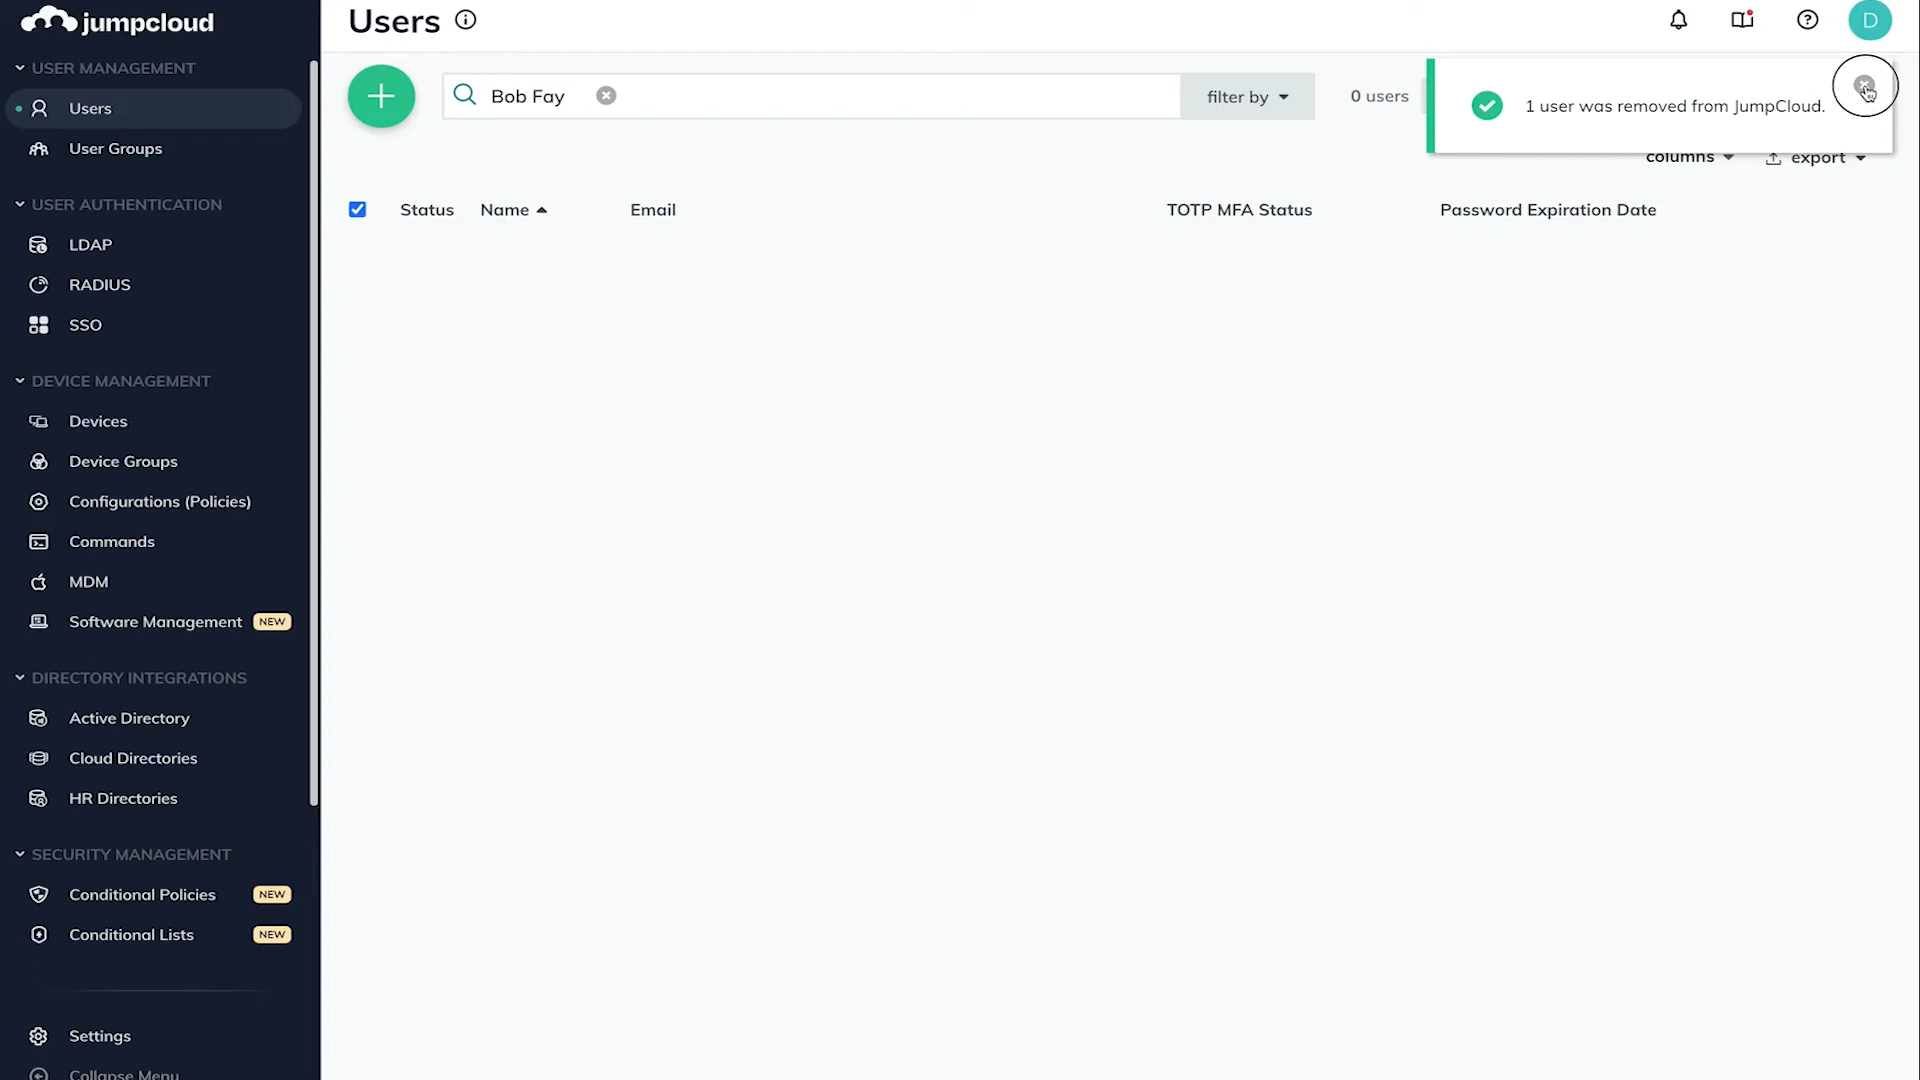 jumpcloud
USER MANAGEMENT
Users
User Groups
USER AUTHENTICATION
LDAP
RADIUS
SSO
DEVICE MANAGEMENT
Devices
Device Groups
Configurations (Policies)
Commands
MDM
Software Management NEW
DIRECTORY INTEGRATIONS
Active Directory
Cloud Directories
HR Directories
SECURITY MANAGEMENT
Conditional Policies NEW
Conditional Lists NEW
Settings
Collapse Menu
Users
D
Bob Fay
filter by
0 users
1 user was removed from JumpCloud.
columns
export
Status Name Email TOTP MFA Status Password Expiration Date